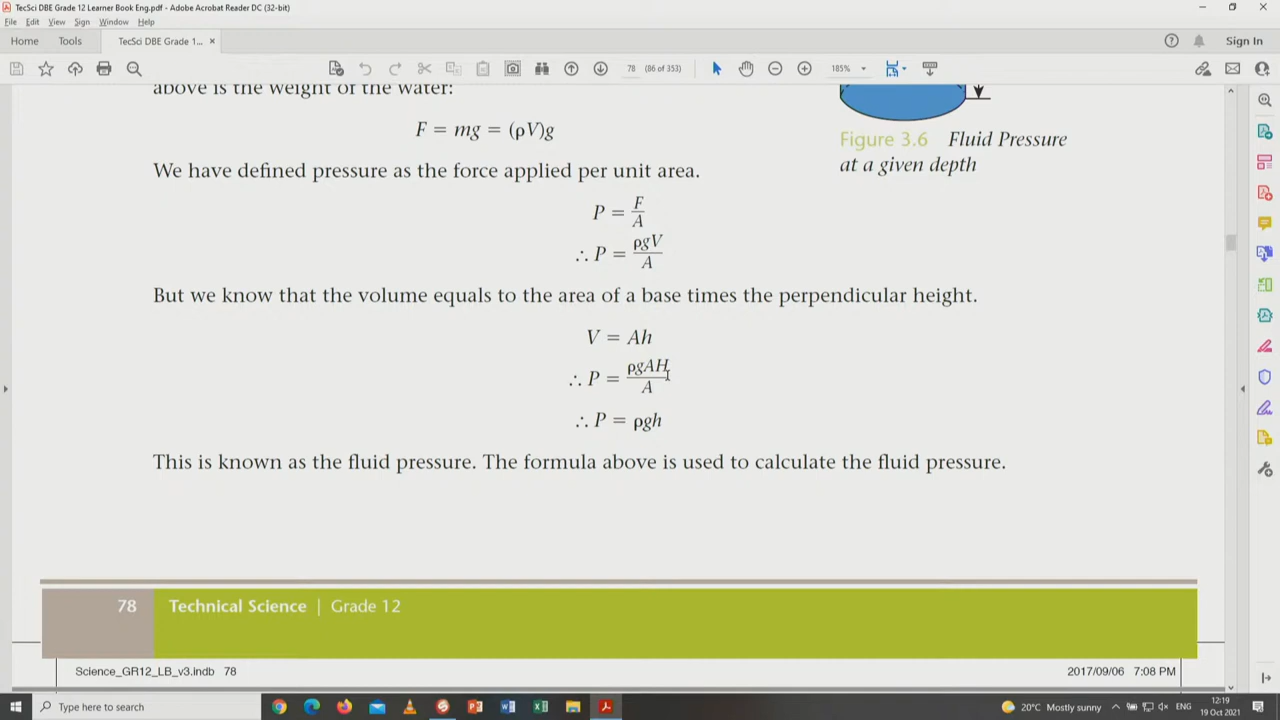 TecSci DBE Grade 12 Learner Book Eng.pdf - Adobe Acrobat Reader DC (32-bit)
File Edit View Sign Window Help
Home Tools TecSci DBE Grade 1... × Sign In
78 (86 of 353) 185%
above is the weight of the water:
F = mg = (ρV)g
Figure 3.6 Fluid Pressure
at a given depth
We have defined pressure as the force applied per unit area.
P = F/A
∴ P = ρgV/A
But we know that the volume equals to the area of a base times the perpendicular height.
V = Ah
∴ P = ρgAH/A
∴ P = ρgh
This is known as the fluid pressure. The formula above is used to calculate the fluid pressure.
78 Technical Science | Grade 12
Science_GR12_LB_v3.indb 78 2017/09/06 7:08 PM
Type here to search 20°C Mostly sunny ENG 12:19
19 Oct 2021